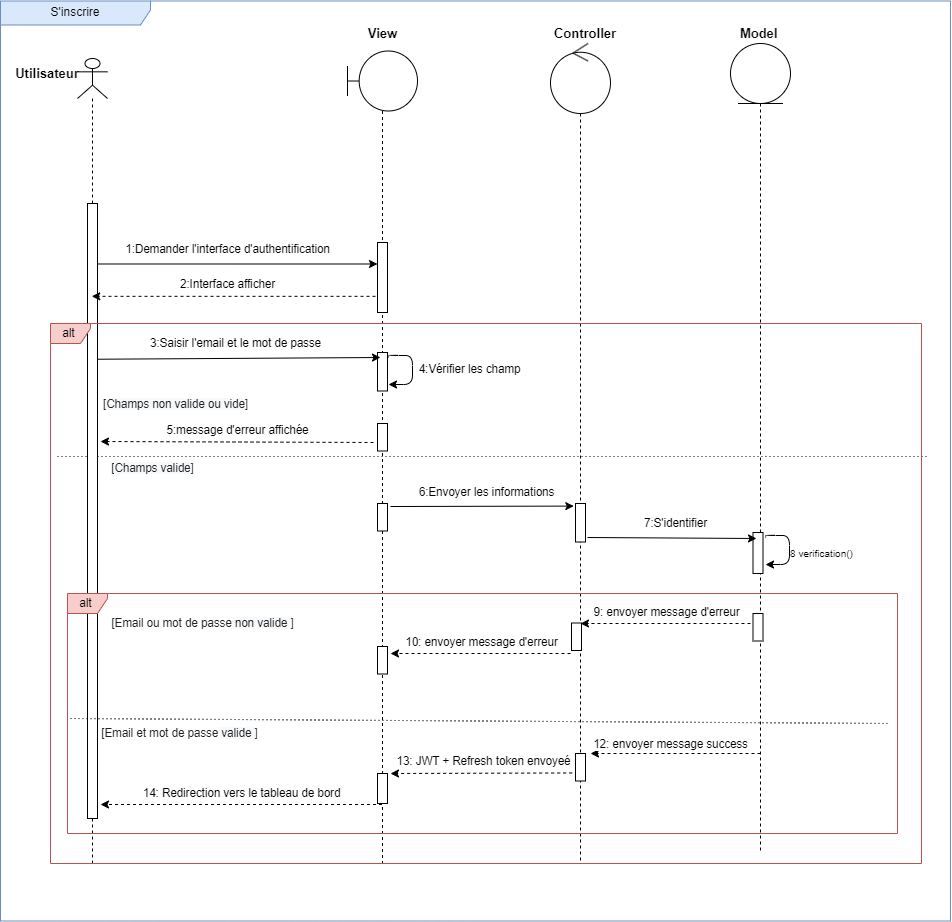 S'inscrire
View
Controller
Model
Utilisateur
1:Demander l'interface d'authentification
2:Interface afficher
alt
3:Saisir l'email et le mot de passe
4:Vérifier les champ
[Champs non valide ou vide]
5:message d'erreur affichée
[Champs valide]
6:Envoyer les informations
7:S'identifier
8 verification()
alt
9: envoyer message d'erreur
[Email ou mot de passe non valide ]
10: envoyer message d'erreur
[Email et mot de passe valide ]
12: envoyer message success
13: JWT + Refresh token envoyeé
14: Redirection vers le tableau de bord